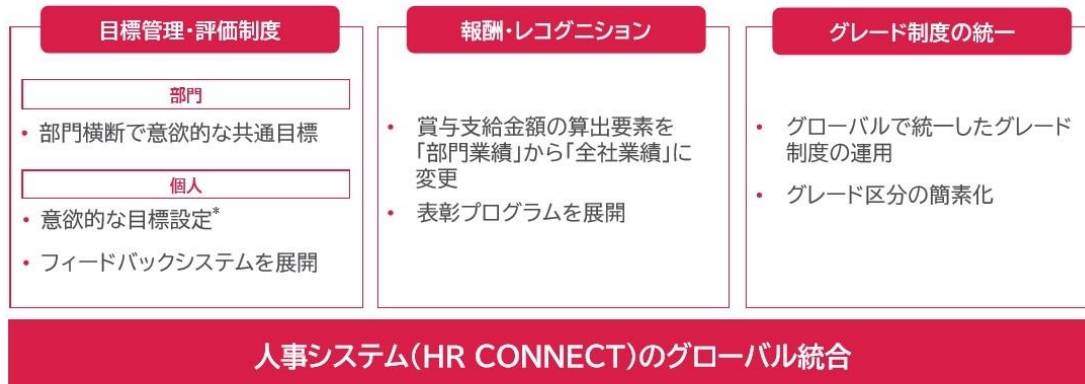 目標管理・評価制度
部門
• 部門横断で意欲的な共通目標
個人
• 意欲的な目標設定*
• フィードバックシステムを展開
報酬・レコグニション
• 賞与支給金額の算出要素を
「部門業績」から「全社業績」に
変更
• 表彰プログラムを展開
グレード制度の統一
• グローバルで統一したグレード
制度の運用
• グレード区分の簡素化
人事システム(HR CONNECT)のグローバル統合